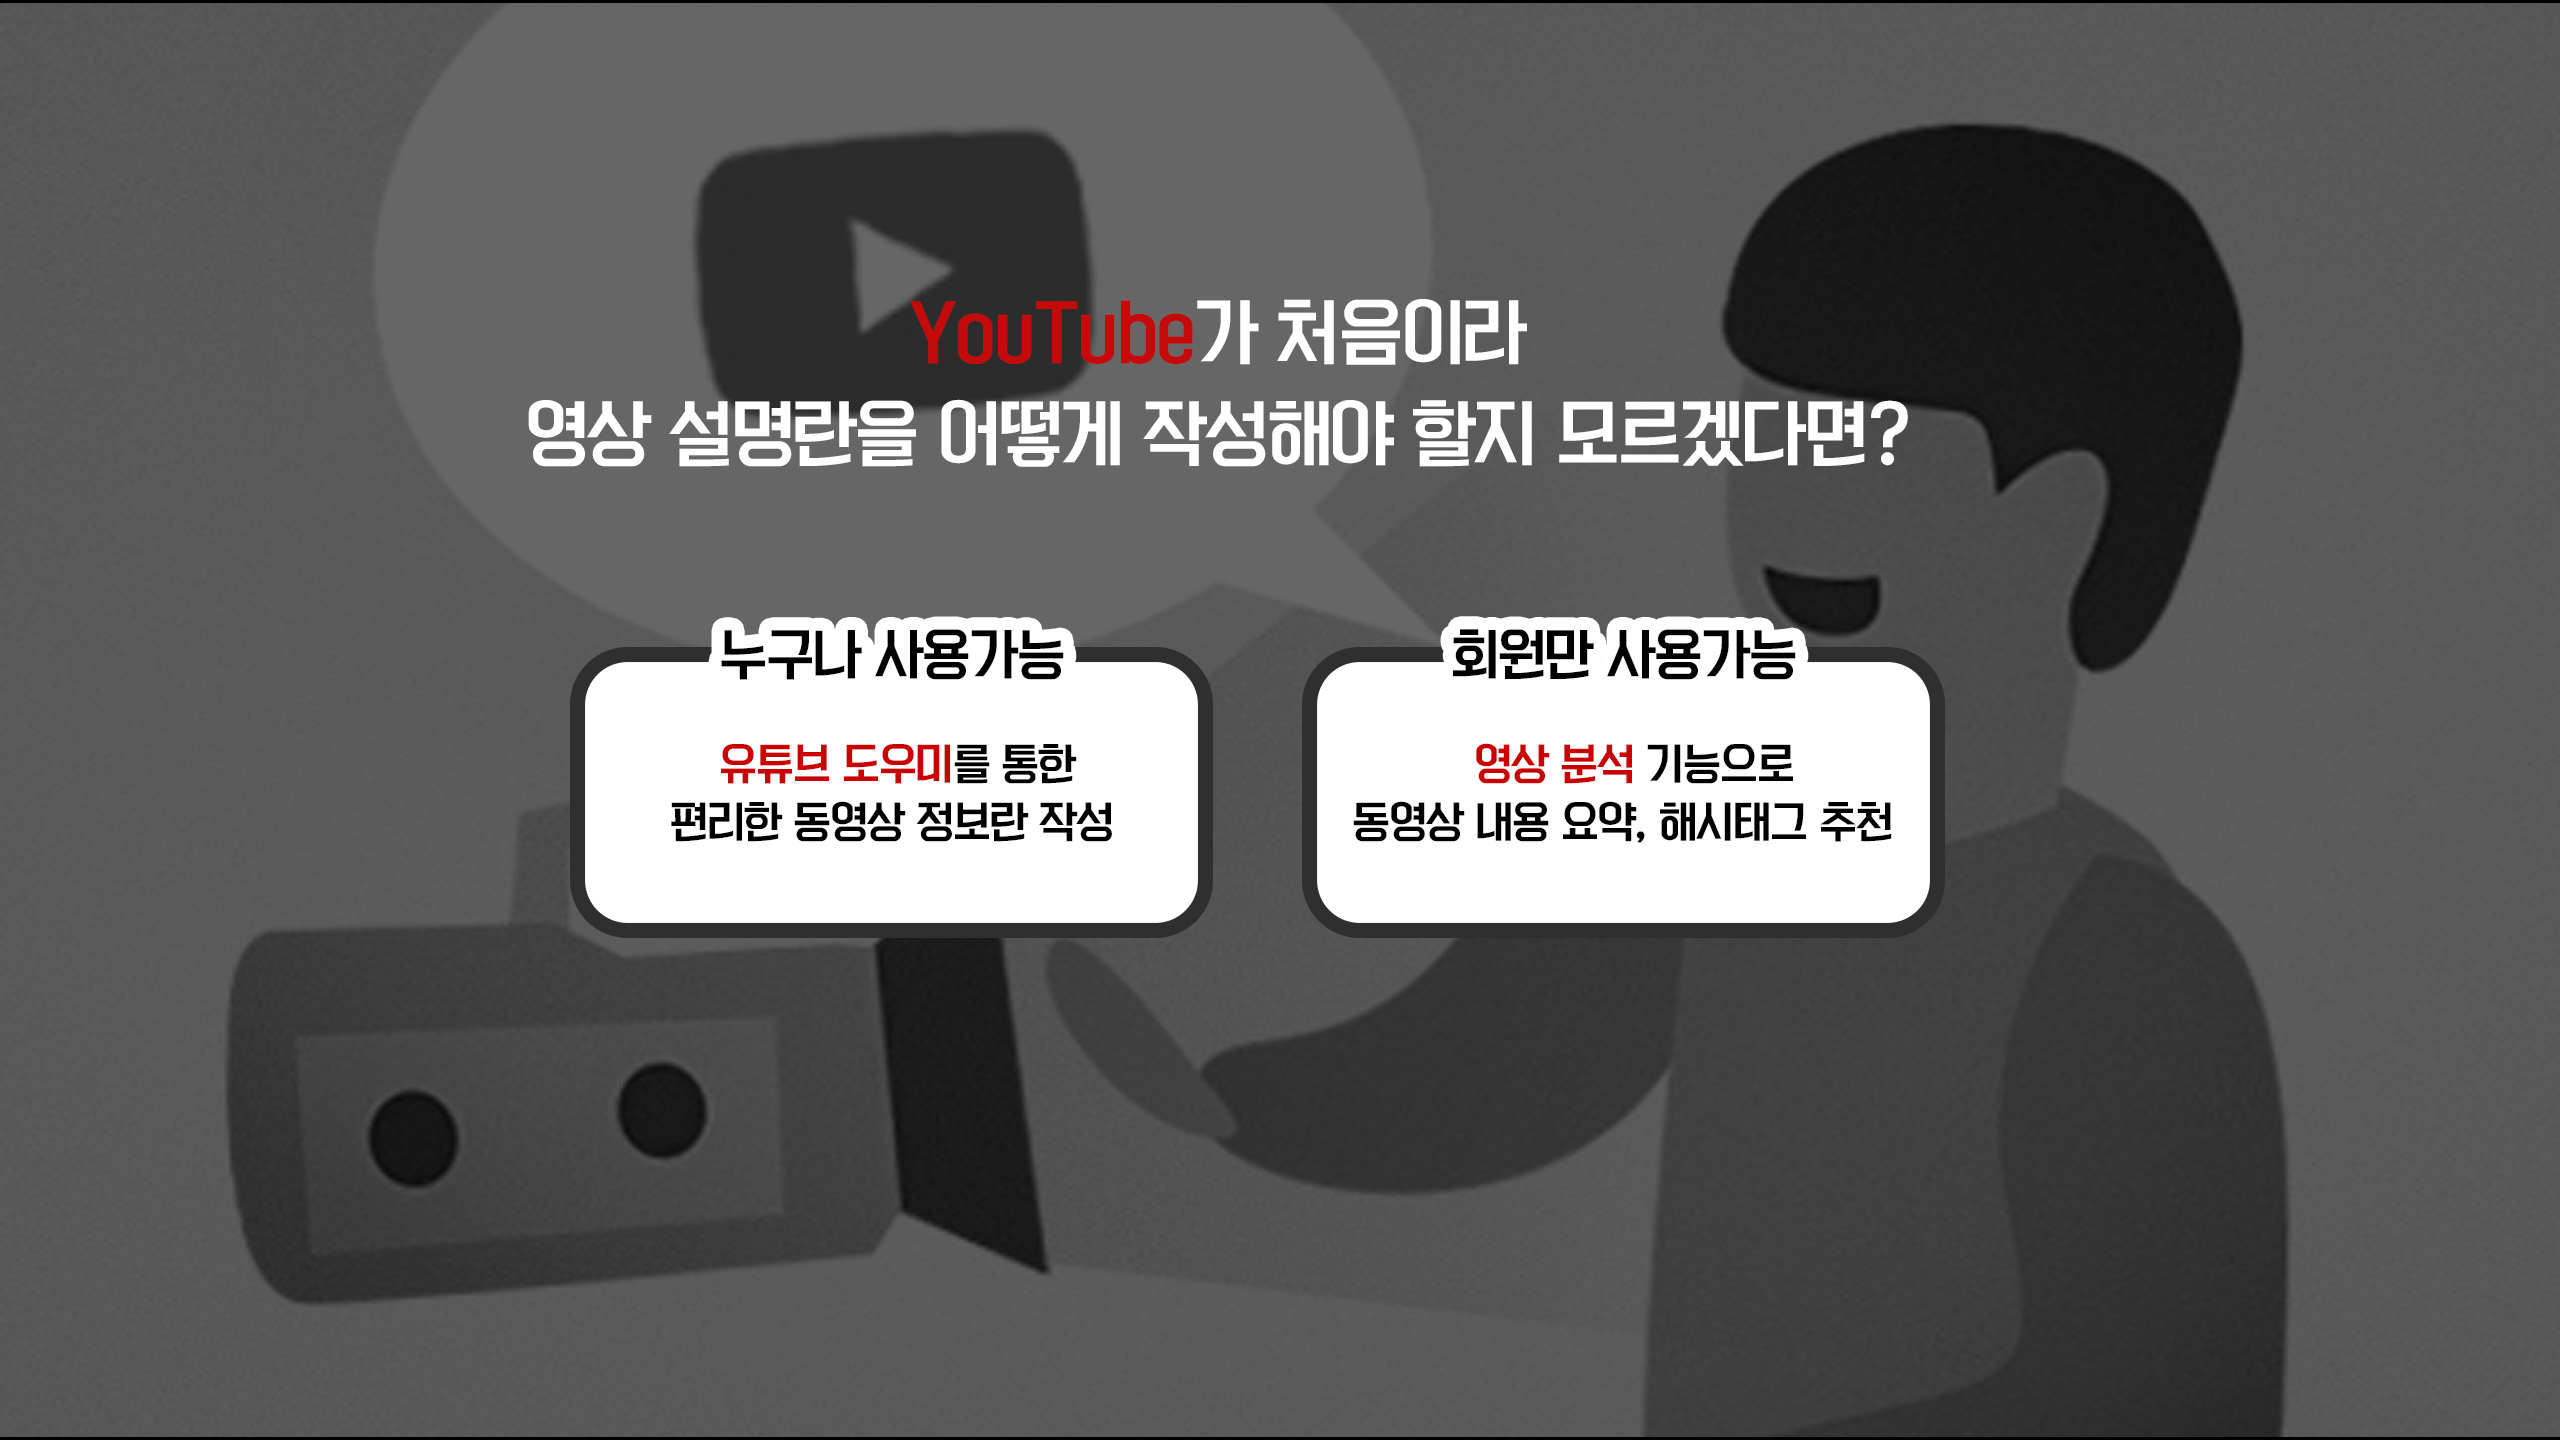 YouTube가 처음이라
영상 설명란을 어떻게 작성해야 할지 모르겠다면?
누구나 사용가능
유튜브 도우미를 통한
편리한 동영상 정보란 작성
회원만 사용가능
영상 분석 기능으로
동영상 내용 요약, 해시태그 추천